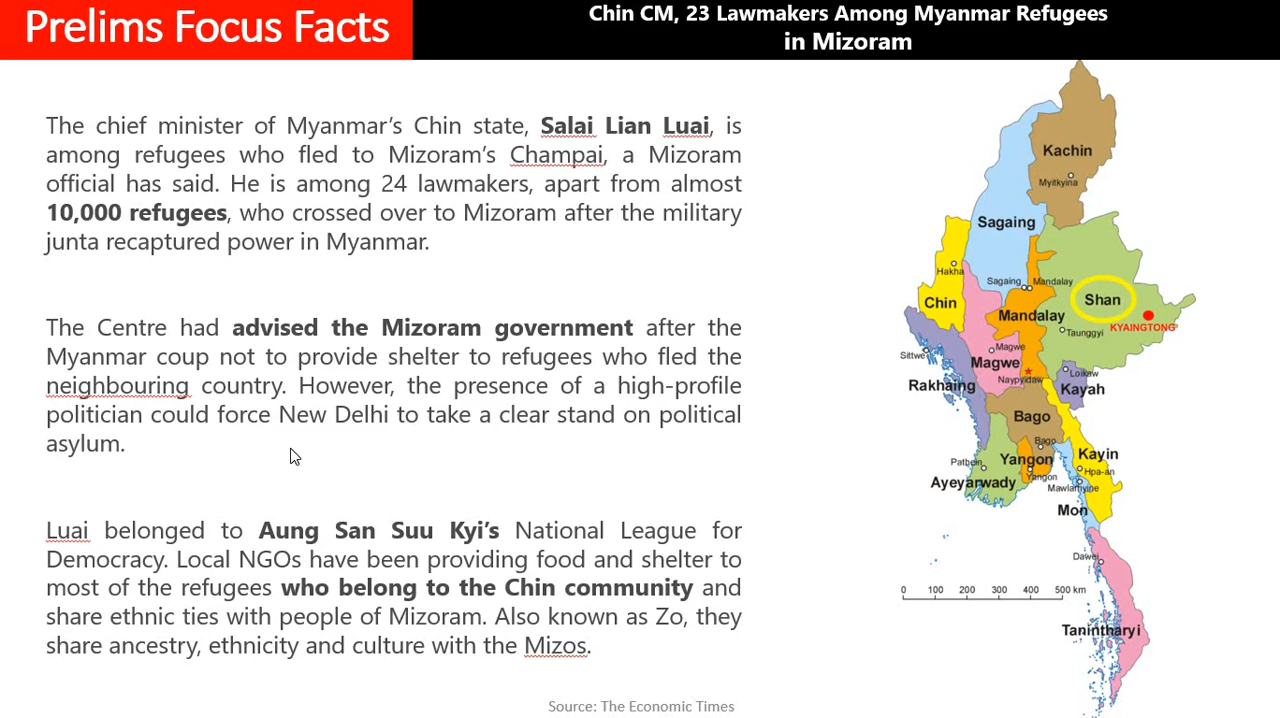 Prelims Focus Facts
Chin CM, 23 Lawmakers Among Myanmar Refugees
in Mizoram
The chief minister of Myanmar’s Chin state, Salai Lian Luai, is
among refugees who fled to Mizoram’s Champai, a Mizoram
official has said. He is among 24 lawmakers, apart from almost
10,000 refugees, who crossed over to Mizoram after the military
junta recaptured power in Myanmar.
The Centre had advised the Mizoram government after the
Myanmar coup not to provide shelter to refugees who fled the
neighbouring country. However, the presence of a high-profile
politician could force New Delhi to take a clear stand on political
asylum.
Luai belonged to Aung San Suu Kyi’s National League for
Democracy. Local NGOs have been providing food and shelter to
most of the refugees who belong to the Chin community and
share ethnic ties with people of Mizoram. Also known as Zo, they
share ancestry, ethnicity and culture with the Mizos.
Source: The Economic Times
Kachin
Myitkyina
Sagaing
Hakha
Sagaing
Mandalay
Chin
Shan
Mandalay
KYAINGTONG
Taunggyi
Sittwe
Magwe
Magwe
Loikaw
Naypyidaw
Rakhaing
Kayah
Bago
Bago
Kayin
Pathein
Yangon
Hpa-an
Yangon
Ayeyarwady
Mawlamyine
Mon
Dawei
0 100 200 300 400 500 km
Tanintharyi